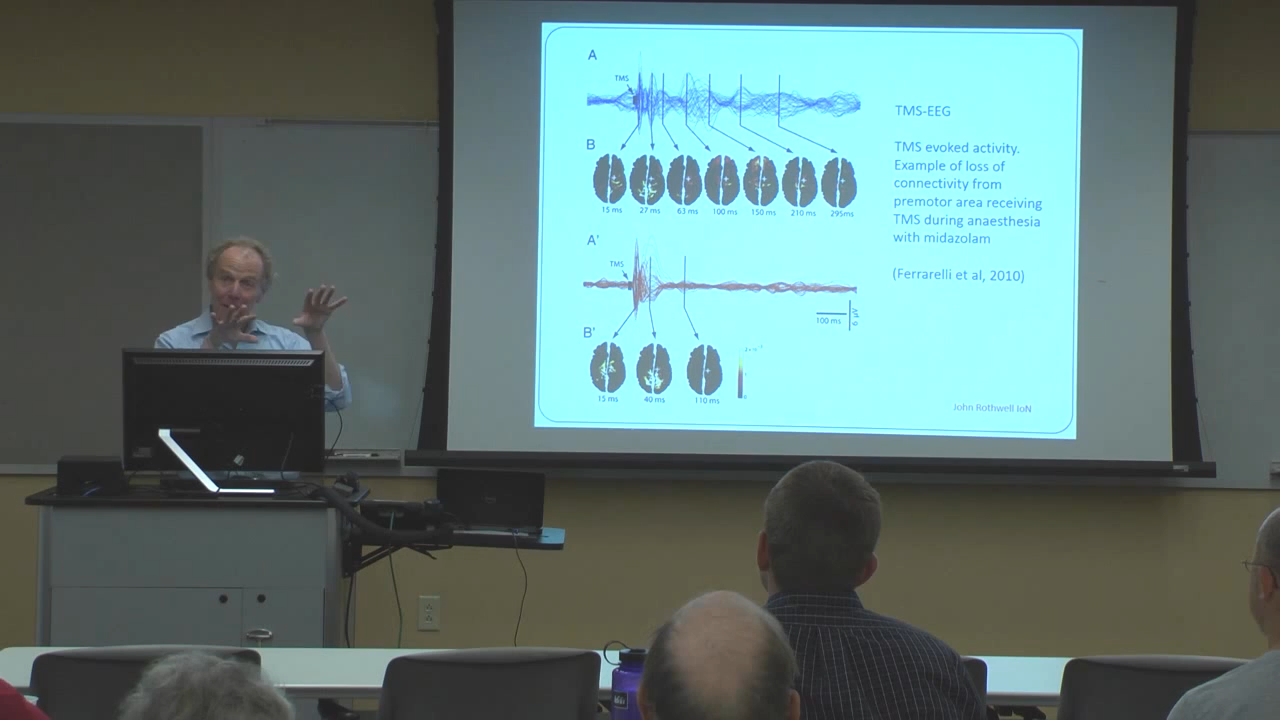 A
TMS
B
15 ms 27 ms 63 ms 100 ms 150 ms 210 ms 295ms
A'
TMS
100 ms
6 µV
B'
15 ms 40 ms 110 ms
TMS-EEG
TMS evoked activity.
Example of loss of
connectivity from
premotor area receiving
TMS during anaesthesia
with midazolam
(Ferrarelli et al, 2010)
John Rothwell IoN